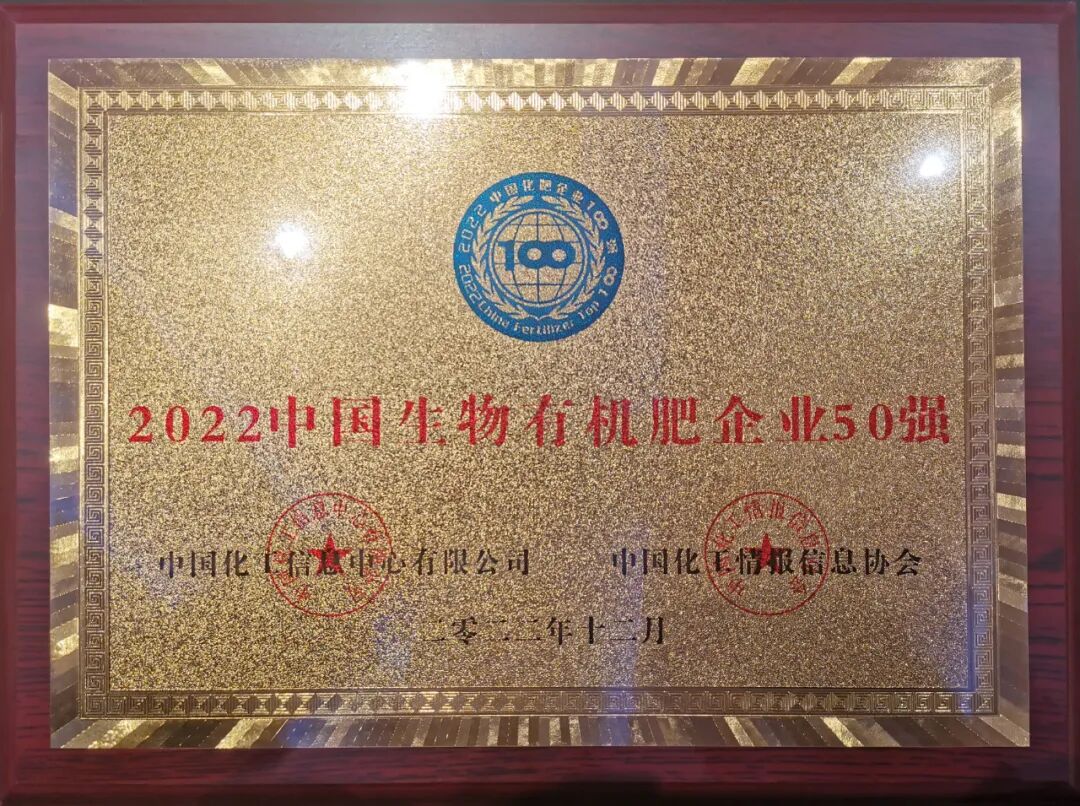 2022 中国化肥企业100强
100
2022 China Fertilizer Top 100
2022中国生物有机肥企业50强
中国化工信息中心有限公司 中国化工情报信息协会
二零二二年十二月